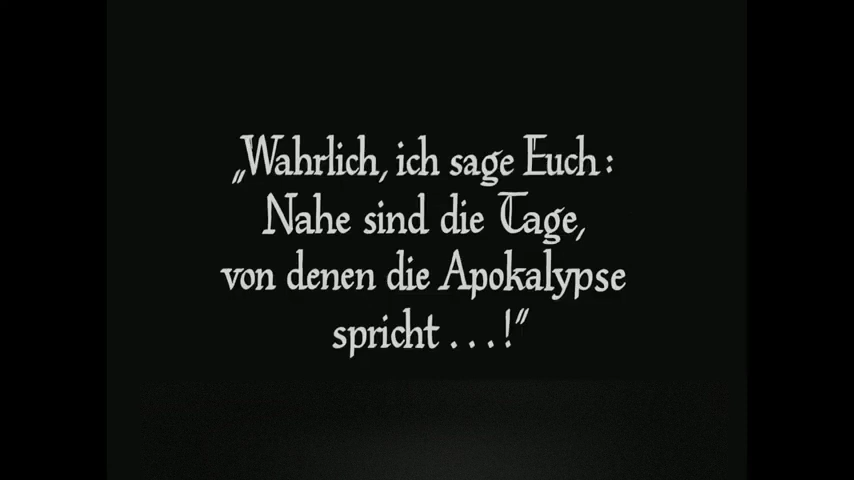 „Wahrlich, ich sage Euch:
Nahe sind die Tage,
von denen die Apokalypse
spricht...!“